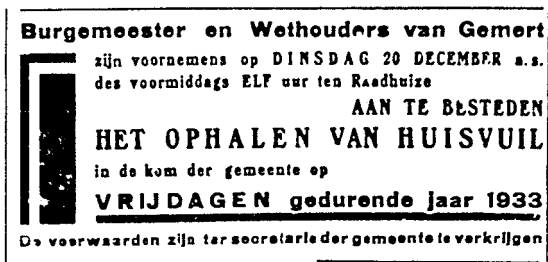 Burgemeester en Wethouders van Gemert
zijn voornemens op DINSDAG 20 DECEMBER a.s.
des voormiddags ELF uur ten Raadhuize
AAN TE BESTEDEN
HET OPHALEN VAN HUISVUIL
in de kom der gemeente op
VRIJDAGEN gedurende jaar 1933
De voorwaarden zijn ter secretarie der gemeente te verkrijgen